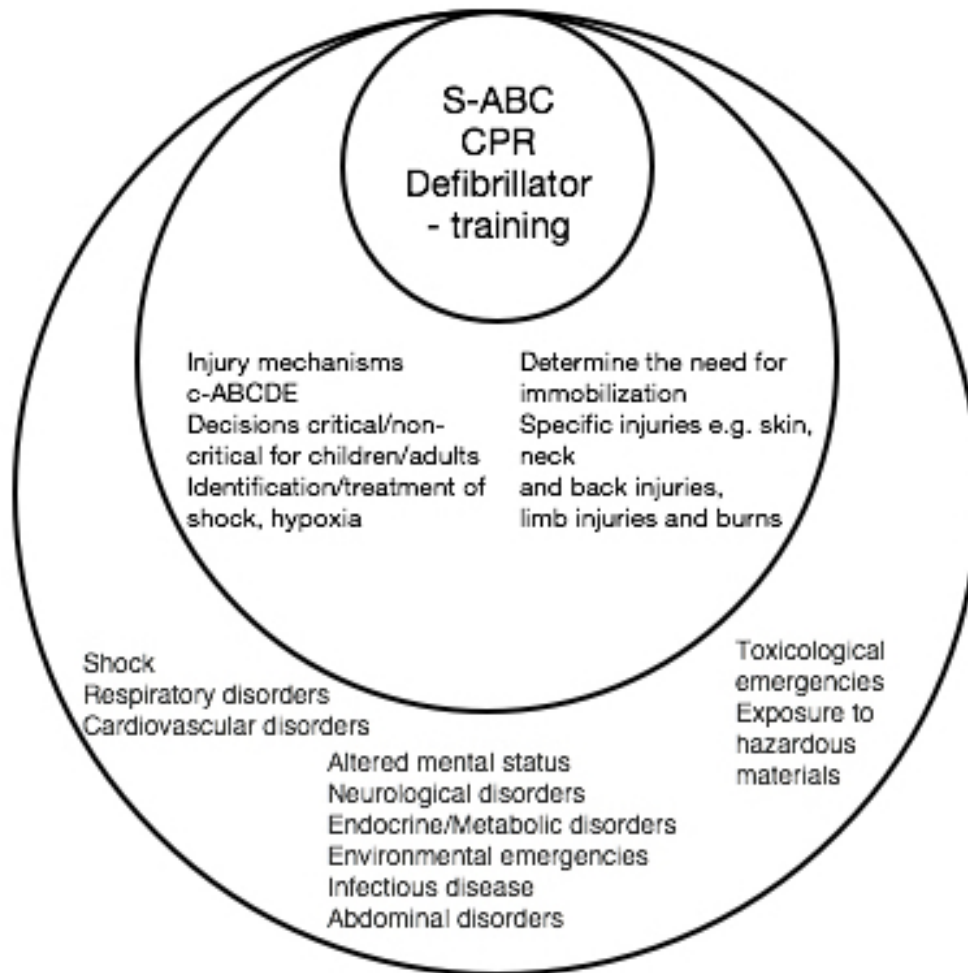 S-ABC
CPR
Defibrillator
- training
Injury mechanisms
c-ABCDE
Decisions critical/non-
critical for children/adults
Identification/treatment of
shock, hypoxia
Determine the need for
immobilization
Specific injuries e.g. skin,
neck
and back injuries,
limb injuries and burns
Shock
Respiratory disorders
Cardiovascular disorders
Altered mental status
Neurological disorders
Endocrine/Metabolic disorders
Environmental emergencies
Infectious disease
Abdominal disorders
Toxicological
emergencies
Exposure to
hazardous
materials